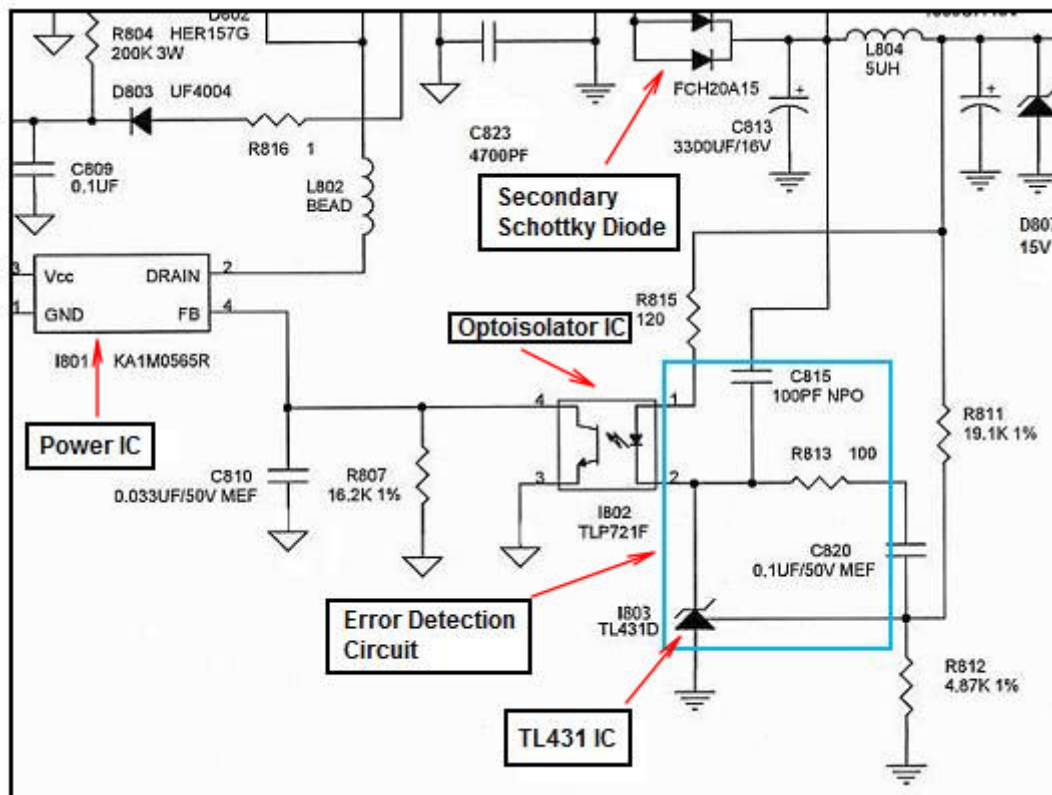 R804 HER157G
200K 3W
D803 UF4004
R816 1
C809
0.1UF
L802
BEAD
C823
4700PF
FCH20A15
L804
5UH
C813
3300UF/16V
Secondary
Schottky Diode
D807
15V
3 Vcc DRAIN 2
1 GND FB 4
I801 KA1M0565R
Power IC
R815
120
Optoisolator IC
4 1
3 2
C815
100PF NPO
R813 100
R811
19.1K 1%
C810
0.033UF/50V MEF
R807
16.2K 1%
I802
TLP721F
C820
0.1UF/50V MEF
Error Detection
Circuit
I803
TL431D
R812
4.87K 1%
TL431 IC